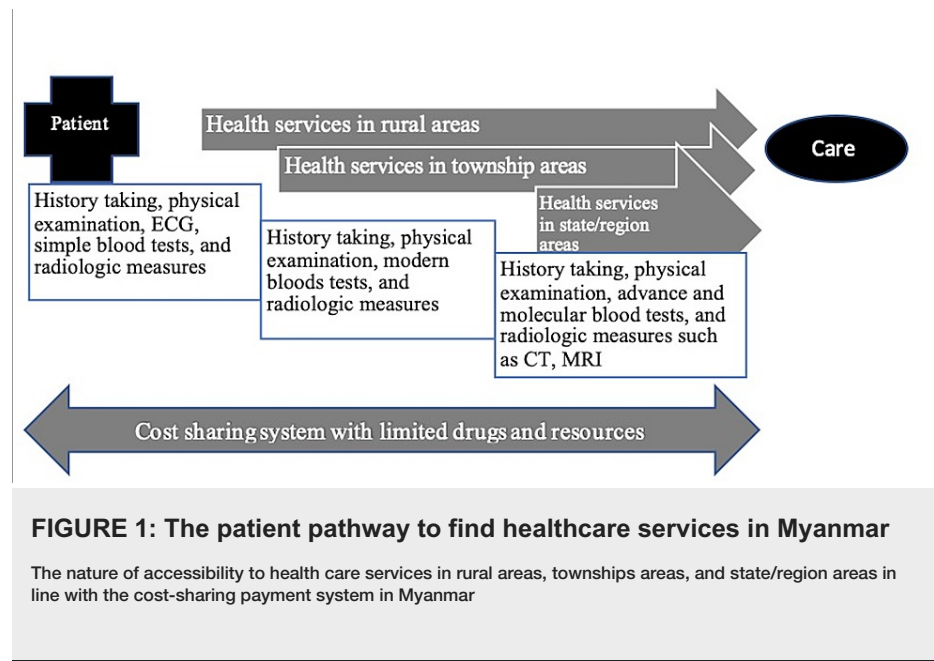 Patient
Health services in rural areas
Health services in township areas
Health services
in state/region
areas
Care
History taking, physical
examination, ECG,
simple blood tests, and
radiologic measures
History taking, physical
examination, modern
bloods tests, and
radiologic measures
History taking, physical
examination, advance and
molecular blood tests, and
radiologic measures such
as CT, MRI
Cost sharing system with limited drugs and resources
FIGURE 1: The patient pathway to find healthcare services in Myanmar
The nature of accessibility to health care services in rural areas, townships areas, and state/region areas in
line with the cost-sharing payment system in Myanmar